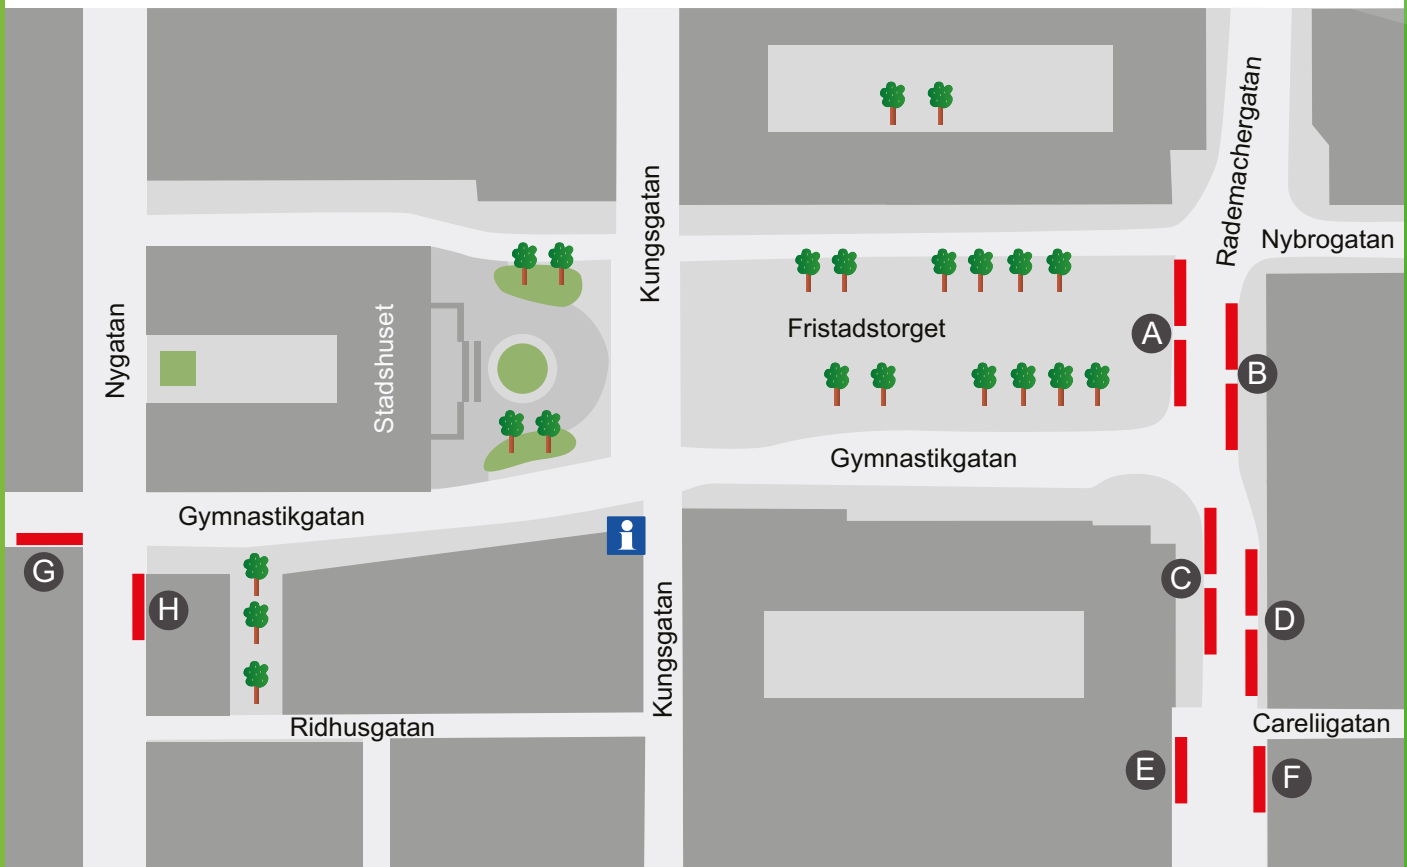 Rademachergatan
Kungsgatan
Nybrogatan
Nygatan
Stadshuset
Fristadstorget
A
B
Gymnastikgatan
Gymnastikgatan
i
G
H
C
D
Kungsgatan
Ridhusgatan
Careliigatan
E
F